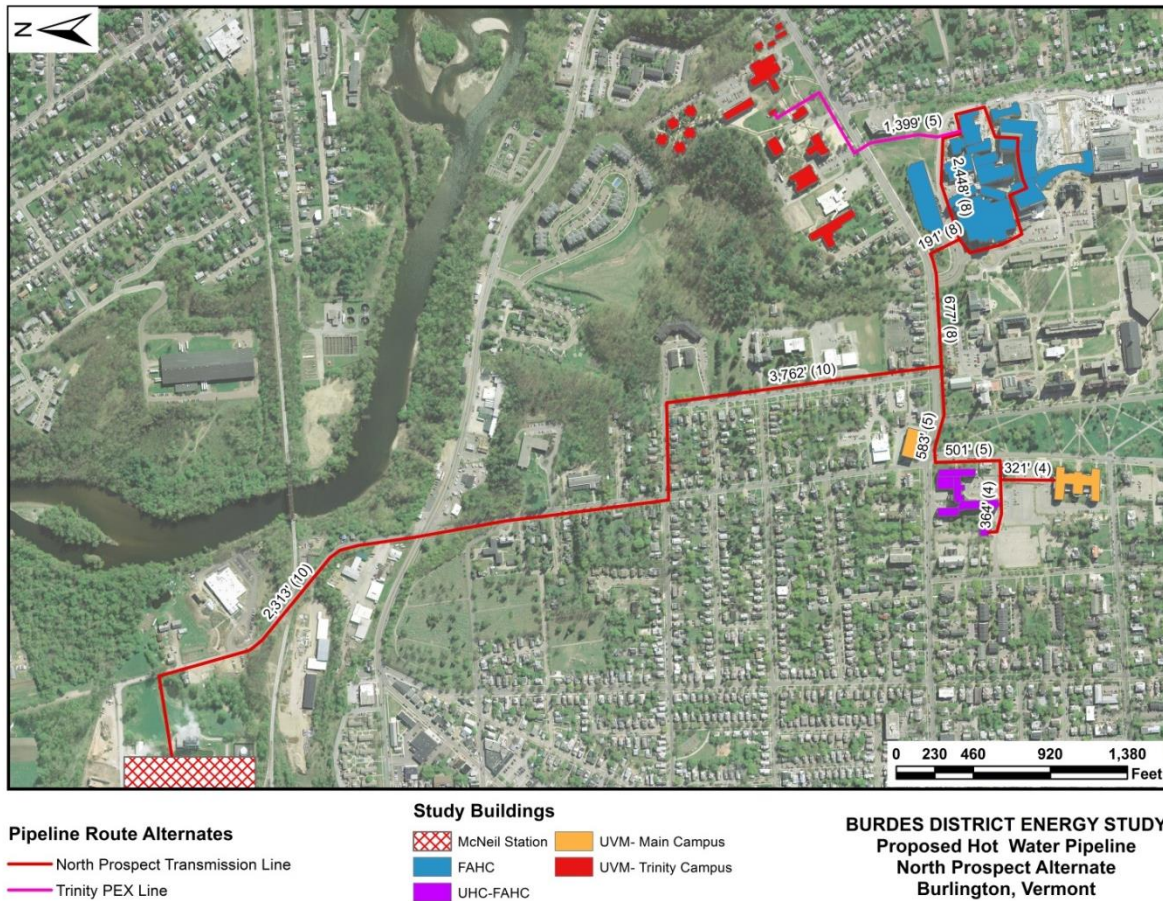 N
1,399' (5)
2,448' (8)
191' (8)
677' (8)
3,762' (10)
583' (5)
501' (5)
321' (4)
364' (4)
2,313' (10)
0 230 460 920 1,380
Feet
Pipeline Route Alternates
North Prospect Transmission Line
Trinity PEX Line
Study Buildings
McNeil Station
FAHC
UHC-FAHC
UVM- Main Campus
UVM- Trinity Campus
BURDES DISTRICT ENERGY STUDY
Proposed Hot Water Pipeline
North Prospect Alternate
Burlington, Vermont